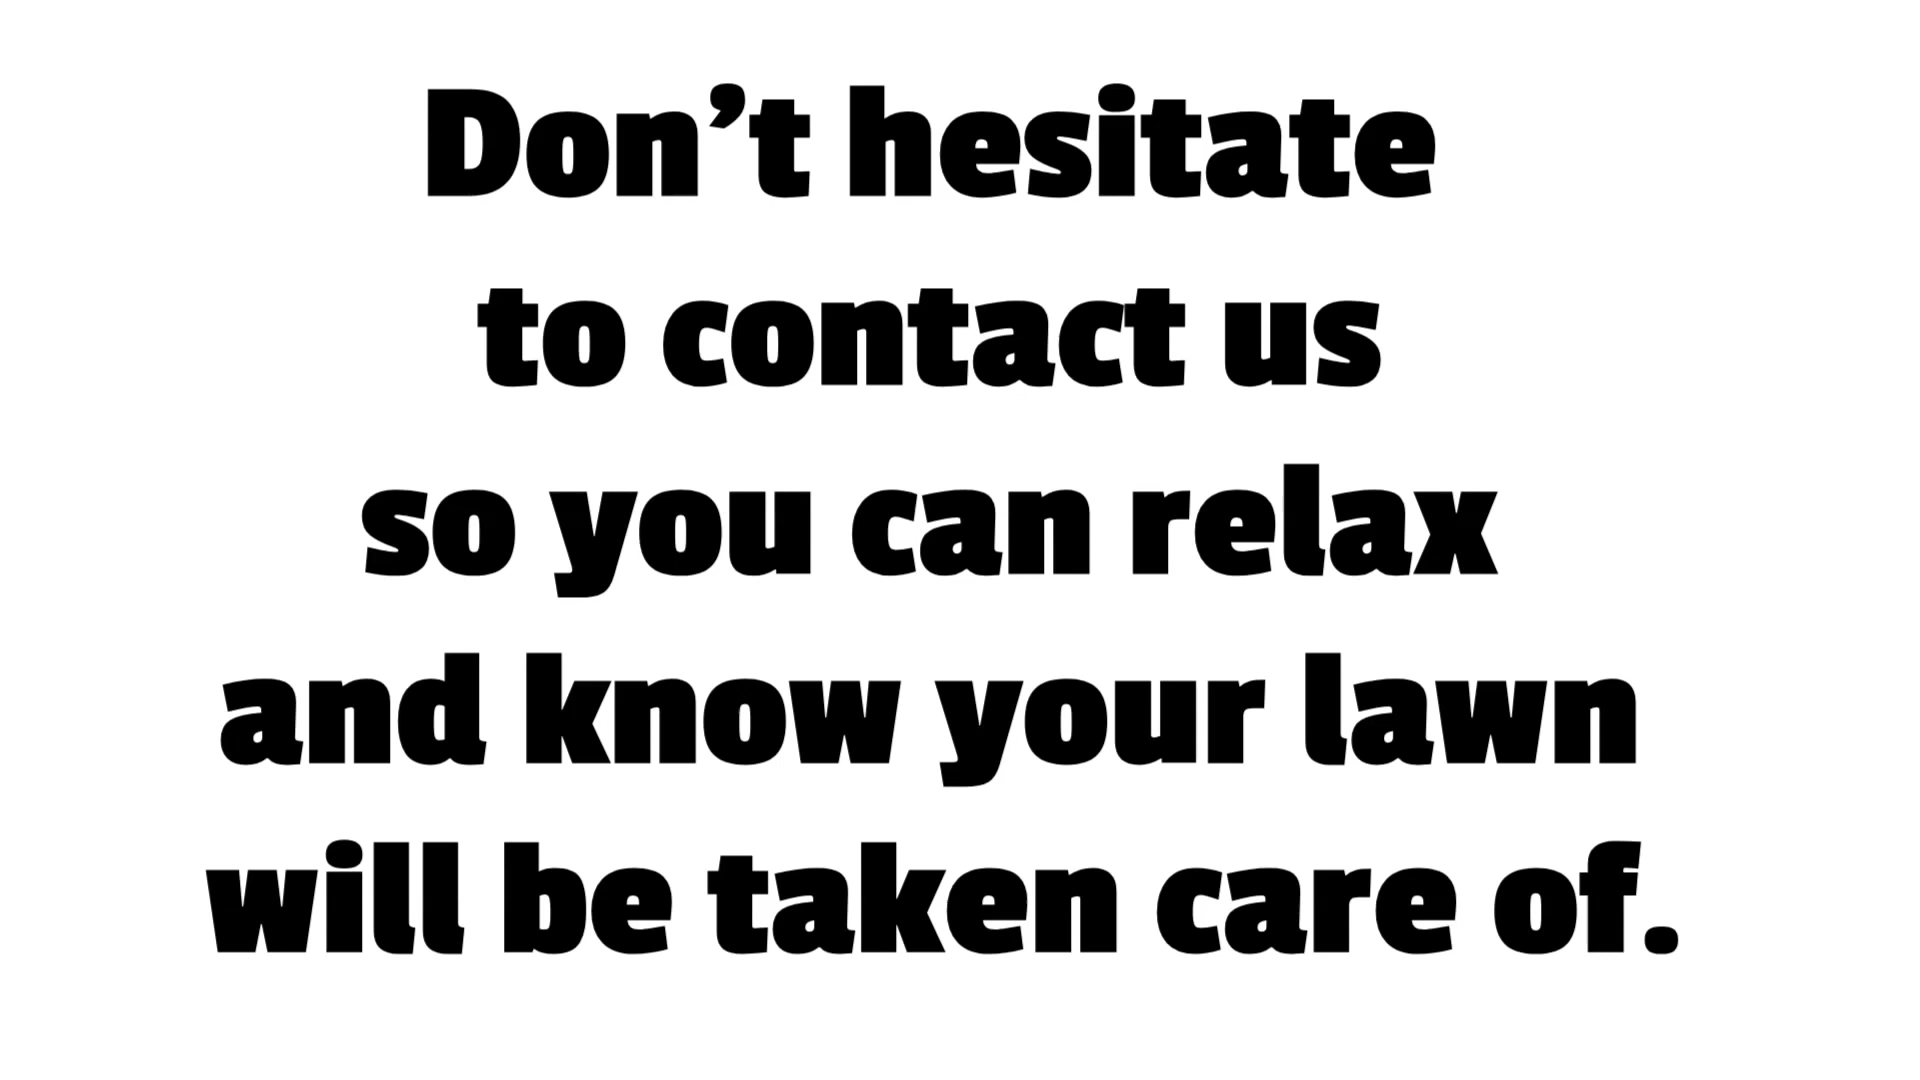 Don’t hesitate
to contact us
so you can relax
and know your lawn
will be taken care of.